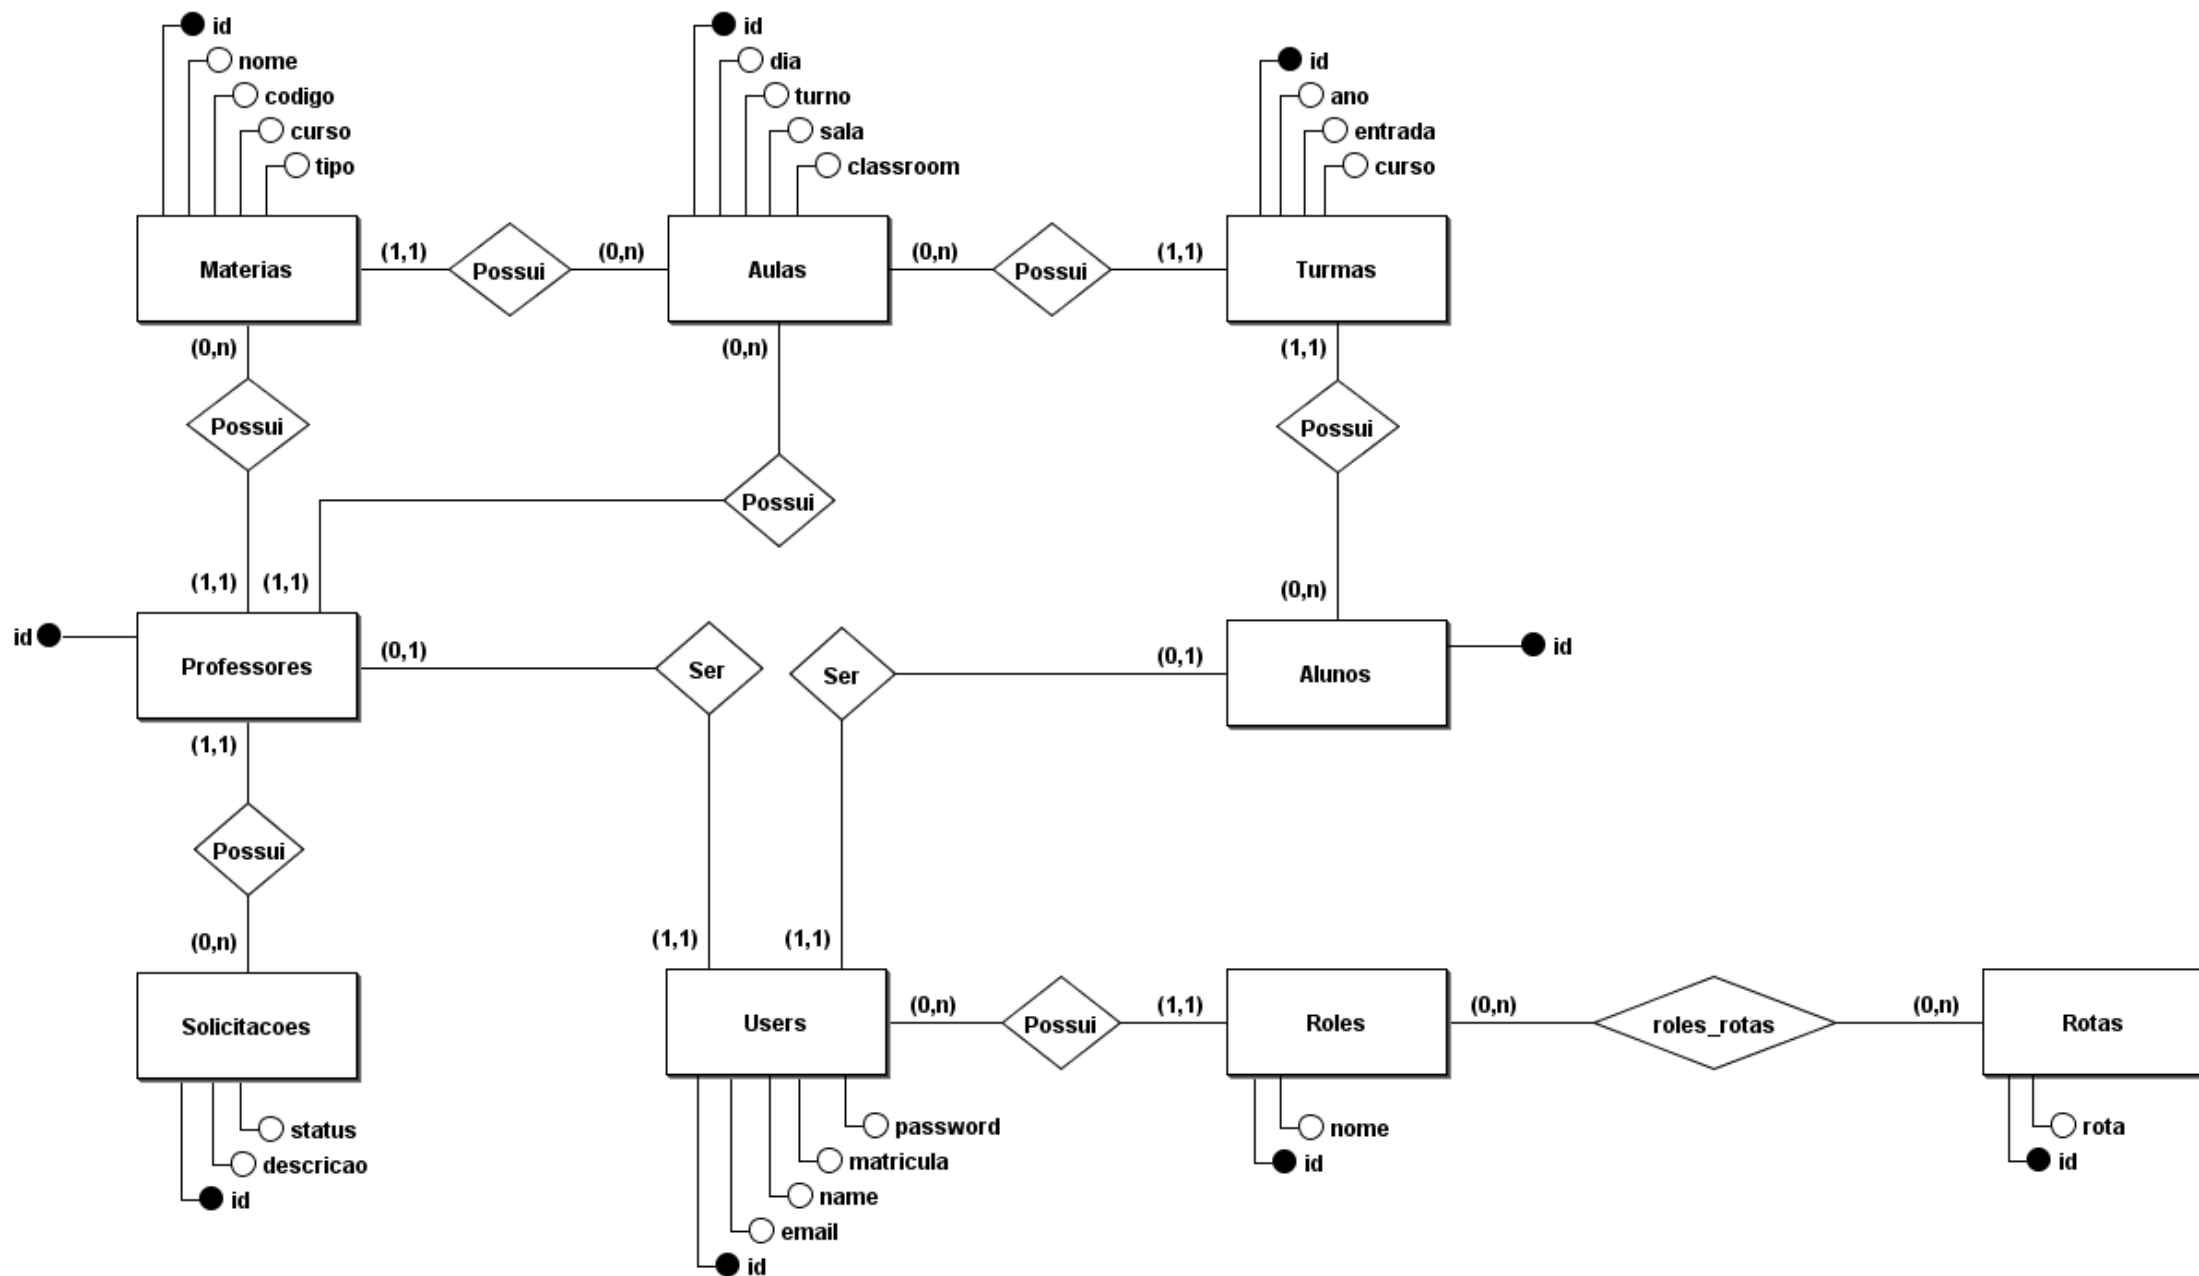 id
id
nome
dia
id
codigo
turno
ano
curso
sala
entrada
tipo
classroom
curso
Materias
(1,1)
Possui
(0,n)
Aulas
(0,n)
Possui
(1,1)
Turmas
(0,n)
(0,n)
(1,1)
Possui
Possui
Possui
(1,1)
(1,1)
(0,n)
id
Professores
(0,1)
Ser
Ser
(0,1)
Alunos
id
(1,1)
Possui
(0,n)
(1,1)
(1,1)
Solicitacoes
Users
(0,n)
Possui
(1,1)
Roles
(0,n)
roles_rotas
(0,n)
Rotas
status
descricao
id
password
matricula
name
email
id
nome
id
rota
id